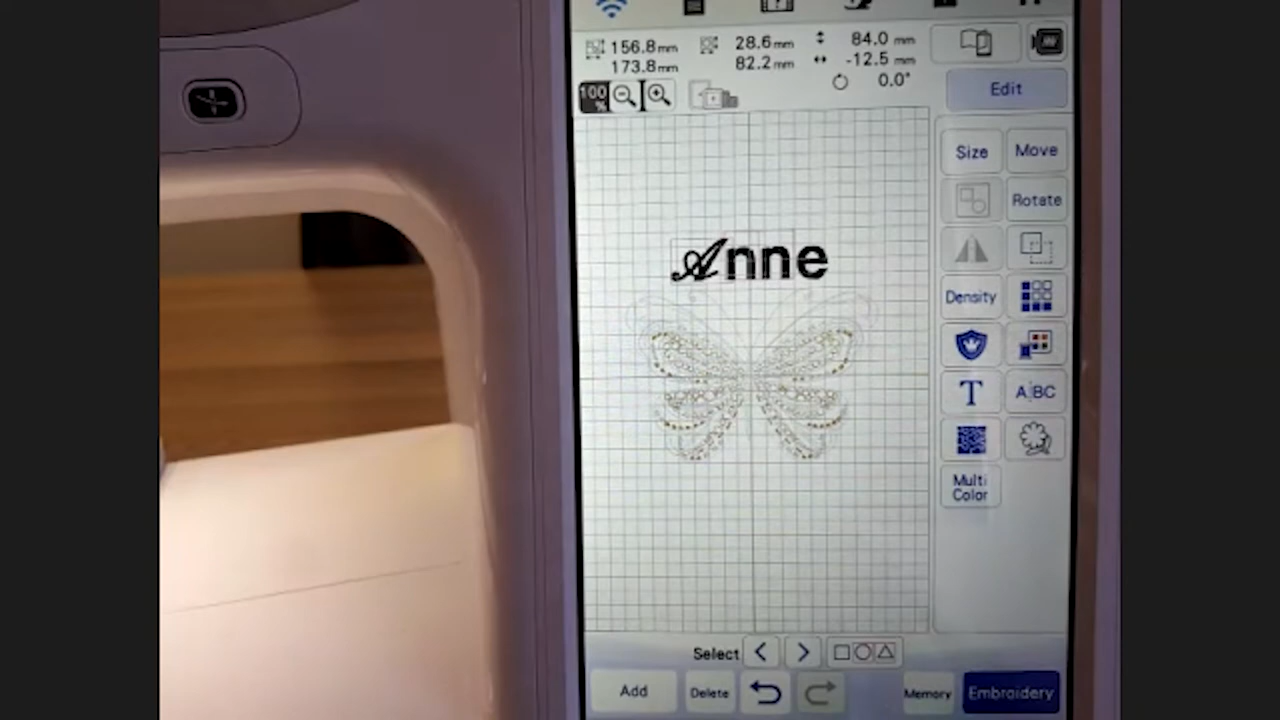 156.8mm 28.6mm 84.0 mm
173.8mm 82.2mm -12.5 mm
0.0°
100 %
Edit
Size Move
Rotate
Density
T ABC
Multi Color
Anne
Select < >
Add Delete Memory Embroidery